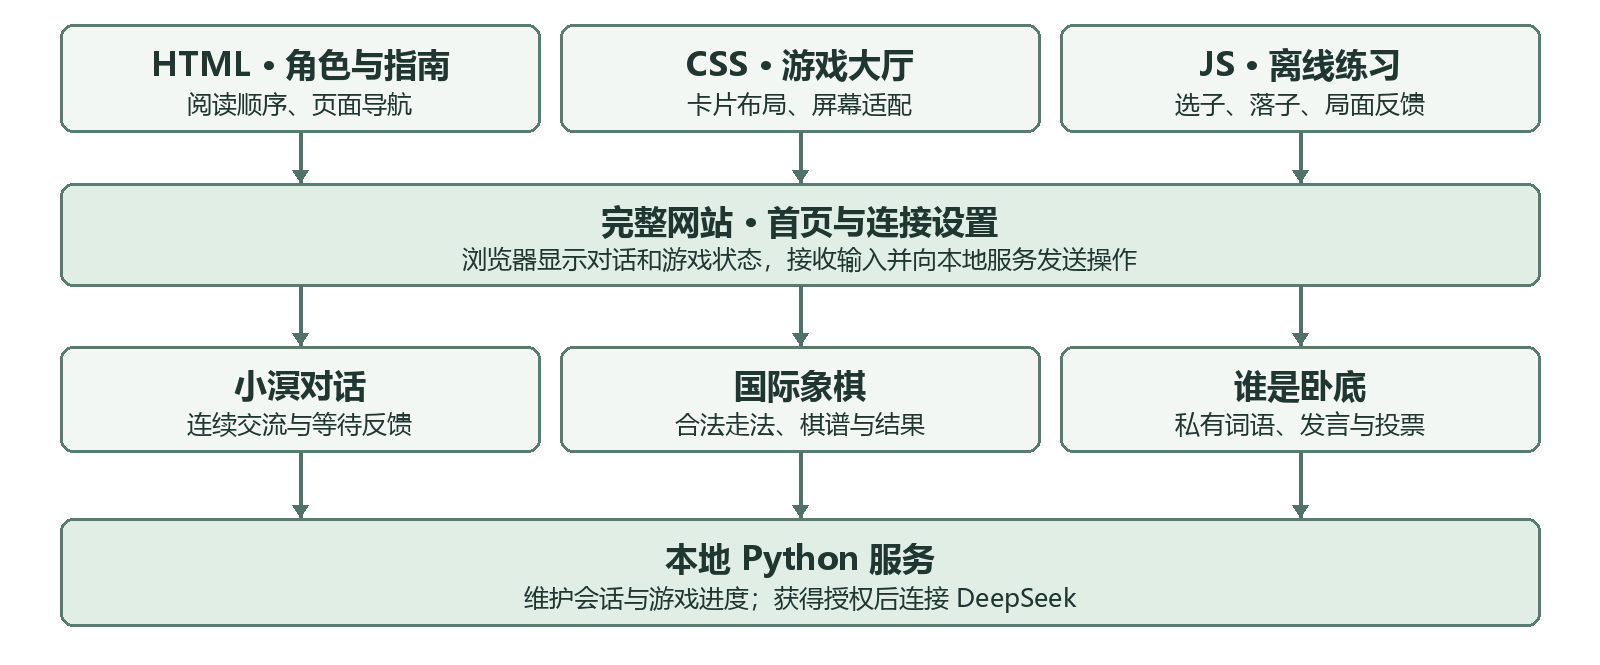 HTML • 角色与指南
阅读顺序、页面导航
CSS • 游戏大厅
卡片布局、屏幕适配
JS • 离线练习
选子、落子、局面反馈
完整网站 • 首页与连接设置
浏览器显示对话和游戏状态，接收输入并向本地服务发送操作
小溟对话
连续交流与等待反馈
国际象棋
合法走法、棋谱与结果
谁是卧底
私有词语、发言与投票
本地 Python 服务
维护会话与游戏进度；获得授权后连接 DeepSeek